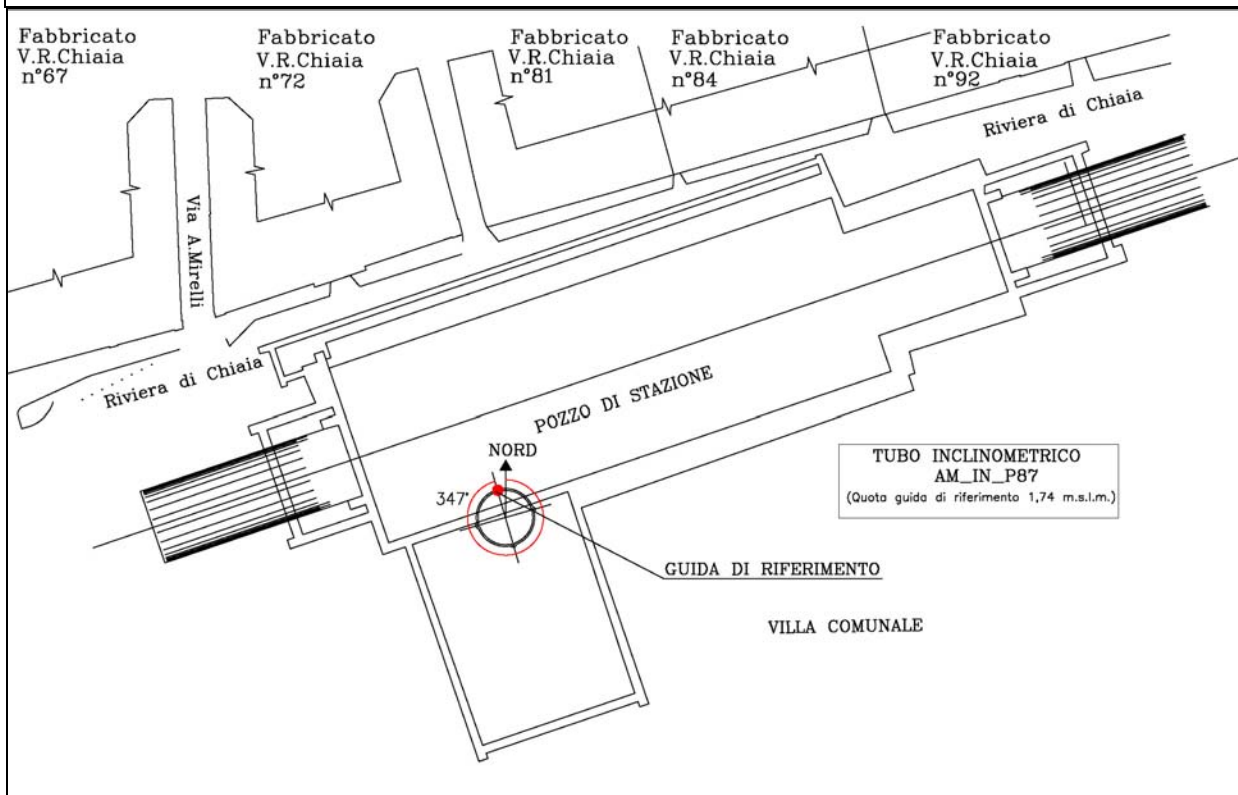 Fabbricato
V.R.Chiaia
n°67
Fabbricato
V.R.Chiaia
n°72
Fabbricato
V.R.Chiaia
n°81
Fabbricato
V.R.Chiaia
n°84
Fabbricato
V.R.Chiaia
n°92
Riviera di Chiaia
Via A.Mirelli
Riviera di Chiaia
POZZO DI STAZIONE
NORD
347°
TUBO INCLINOMETRICO
AM_IN_P87
(Quota guida di riferimento 1,74 m.s.l.m.)
GUIDA DI RIFERIMENTO
VILLA COMUNALE